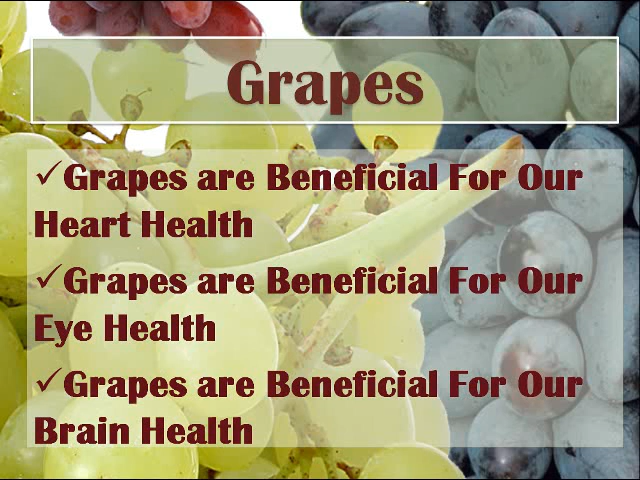 Grapes
✓Grapes are Beneficial For Our
Heart Health
✓Grapes are Beneficial For Our
Eye Health
✓Grapes are Beneficial For Our
Brain Health